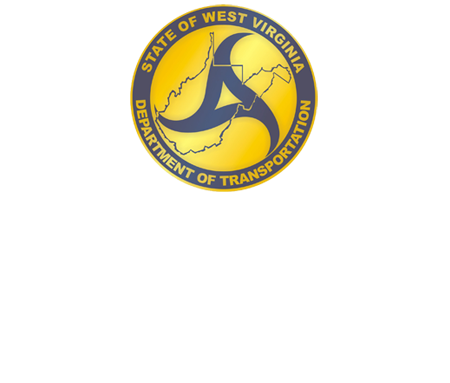 STATE OF WEST VIRGINIA
DEPARTMENT OF TRANSPORTATION